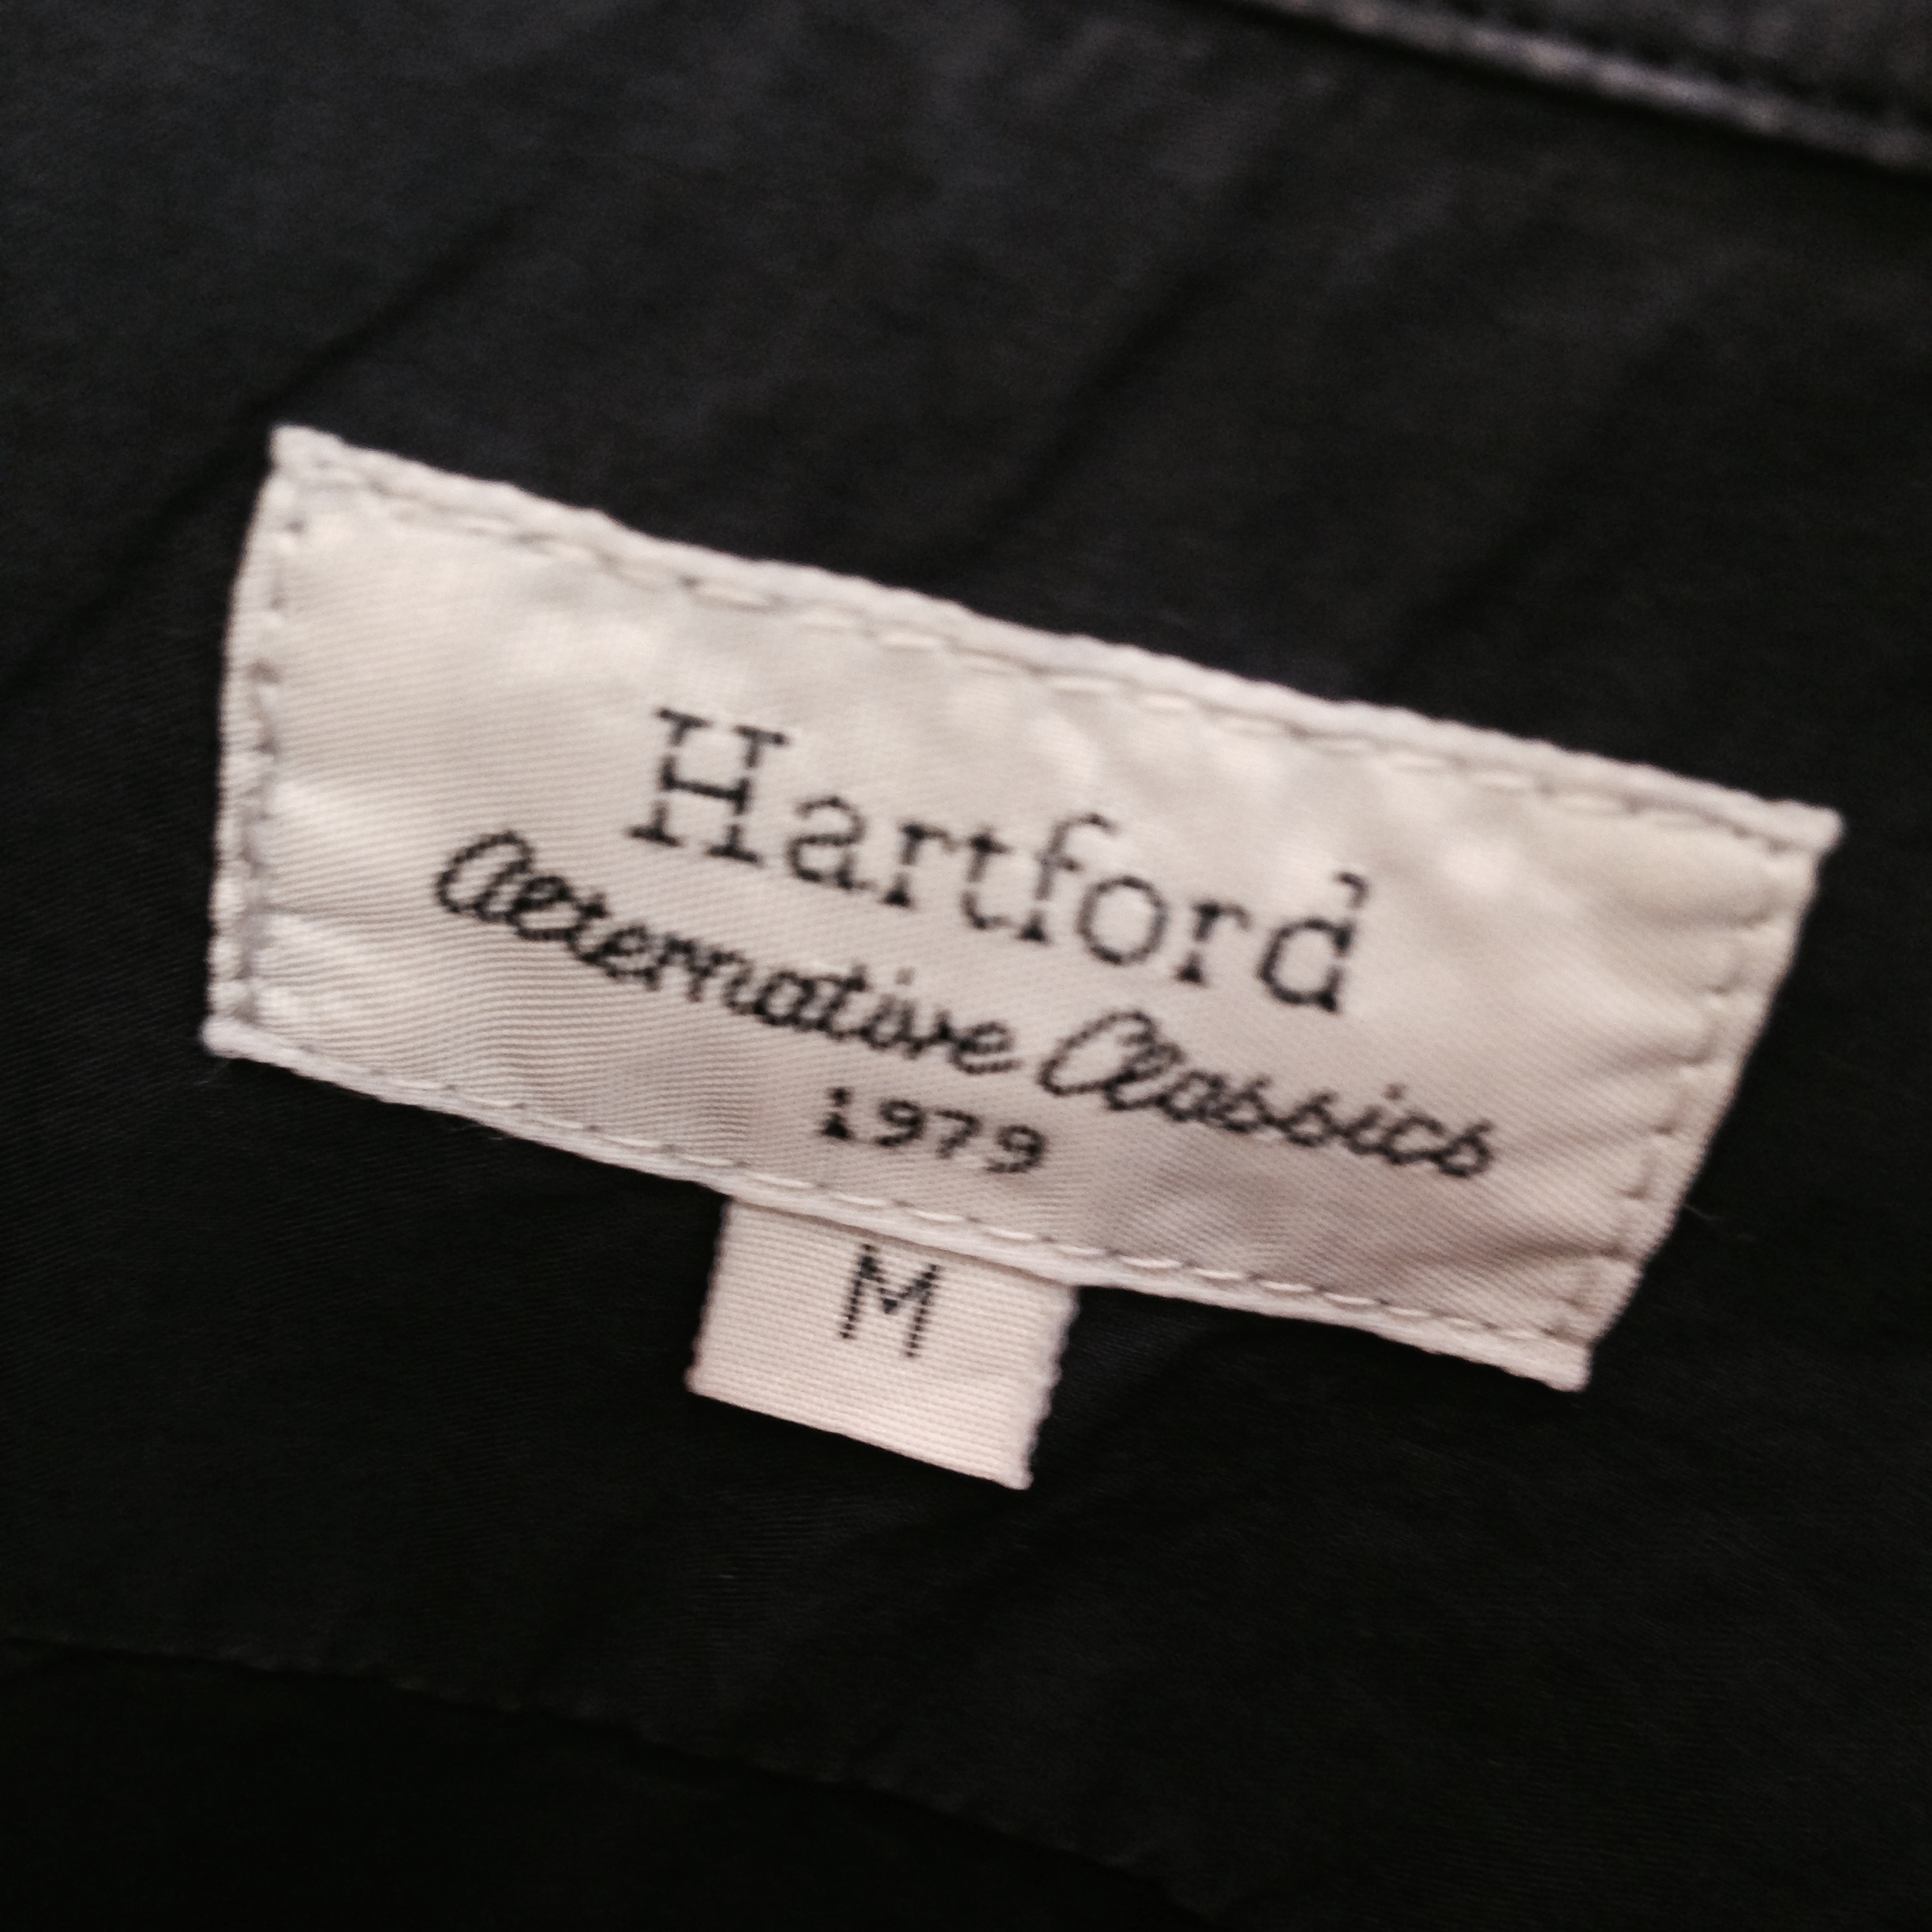 Hartford
Alternative Classics
1979
M